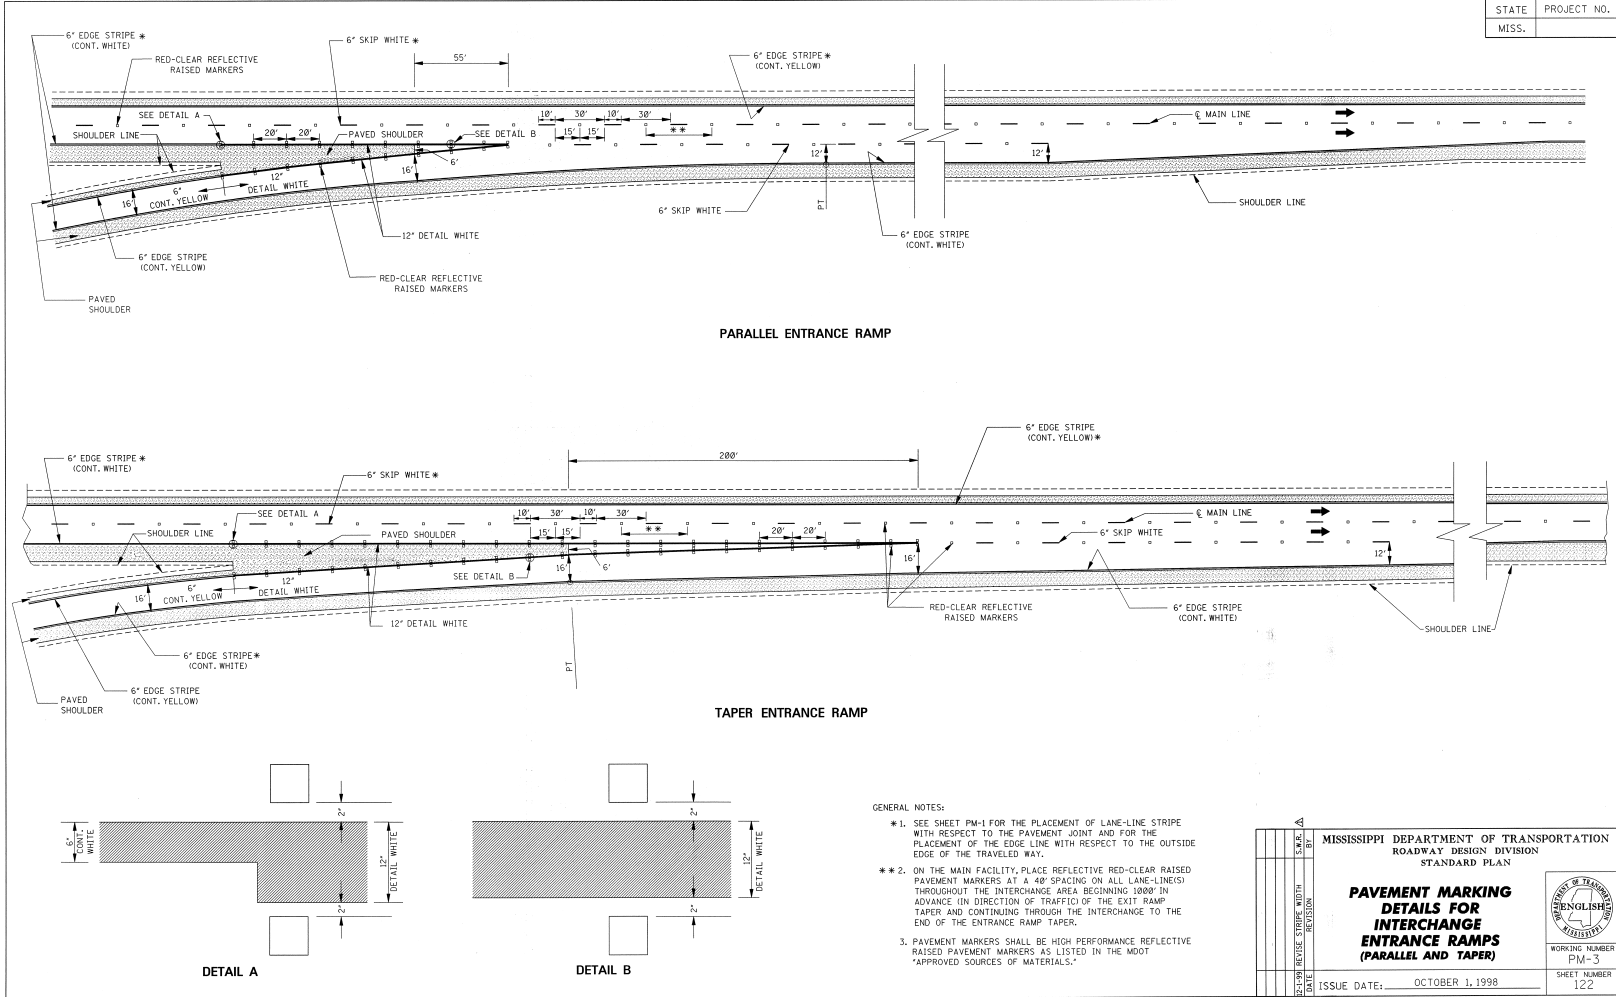 STATE PROJECT NO.
MISS.
6" EDGE STRIPE *
(CONT. WHITE)
RED-CLEAR REFLECTIVE
RAISED MARKERS
6" SKIP WHITE *
55'
6" EDGE STRIPE *
(CONT. YELLOW)
SEE DETAIL A
SHOULDER LINE
20' 20'
PAVED SHOULDER
SEE DETAIL B
10' 30' 10' 30'
15' 15'
* *
℄ MAIN LINE
6'
12'
12'
16'
12"
DETAIL WHITE
6"
CONT. YELLOW
16'
PT
6" SKIP WHITE
SHOULDER LINE
12" DETAIL WHITE
6" EDGE STRIPE
(CONT. WHITE)
6" EDGE STRIPE
(CONT. YELLOW)
RED-CLEAR REFLECTIVE
RAISED MARKERS
PAVED
SHOULDER
PARALLEL ENTRANCE RAMP
6" EDGE STRIPE
(CONT. YELLOW) *
6" EDGE STRIPE *
(CONT. WHITE)
200'
6" SKIP WHITE *
SEE DETAIL A
10' 30' 10' 30'
℄ MAIN LINE
SHOULDER LINE
PAVED SHOULDER
15' 15'
* *
20' 20'
6" SKIP WHITE
12'
16'
6'
16'
SEE DETAIL B
12"
DETAIL WHITE
6"
CONT. YELLOW
16'
RED-CLEAR REFLECTIVE
RAISED MARKERS
6" EDGE STRIPE
(CONT. WHITE)
12" DETAIL WHITE
SHOULDER LINE
6" EDGE STRIPE *
(CONT. WHITE)
PT
6" EDGE STRIPE
(CONT. YELLOW)
PAVED
SHOULDER
TAPER ENTRANCE RAMP
6"
CONT.
WHITE
2"
12"
DETAIL WHITE
2"
DETAIL A
2"
12"
DETAIL WHITE
2"
DETAIL B
GENERAL NOTES:
* 1. SEE SHEET PM-1 FOR THE PLACEMENT OF LANE-LINE STRIPE
WITH RESPECT TO THE PAVEMENT JOINT AND FOR THE
PLACEMENT OF THE EDGE LINE WITH RESPECT TO THE OUTSIDE
EDGE OF THE TRAVELED WAY.
* * 2. ON THE MAIN FACILITY, PLACE REFLECTIVE RED-CLEAR RAISED
PAVEMENT MARKERS AT A 40' SPACING ON ALL LANE-LINE(S)
THROUGHOUT THE INTERCHANGE AREA BEGINNING 1000' IN
ADVANCE (IN DIRECTION OF TRAFFIC) OF THE EXIT RAMP
TAPER AND CONTINUING THROUGH THE INTERCHANGE TO THE
END OF THE ENTRANCE RAMP TAPER.
3. PAVEMENT MARKERS SHALL BE HIGH PERFORMANCE REFLECTIVE
RAISED PAVEMENT MARKERS AS LISTED IN THE MDOT
"APPROVED SOURCES OF MATERIALS."
S.W.R. BY
REVISE STRIPE WIDTH REVISION
12-1-99 DATE
MISSISSIPPI DEPARTMENT OF TRANSPORTATION
ROADWAY DESIGN DIVISION
STANDARD PLAN
PAVEMENT MARKING
DETAILS FOR
INTERCHANGE
ENTRANCE RAMPS
(PARALLEL AND TAPER)
DEPARTMENT OF TRANSPORTATION
ENGLISH
MISSISSIPPI
WORKING NUMBER
PM-3
ISSUE DATE: OCTOBER 1, 1998
SHEET NUMBER
122